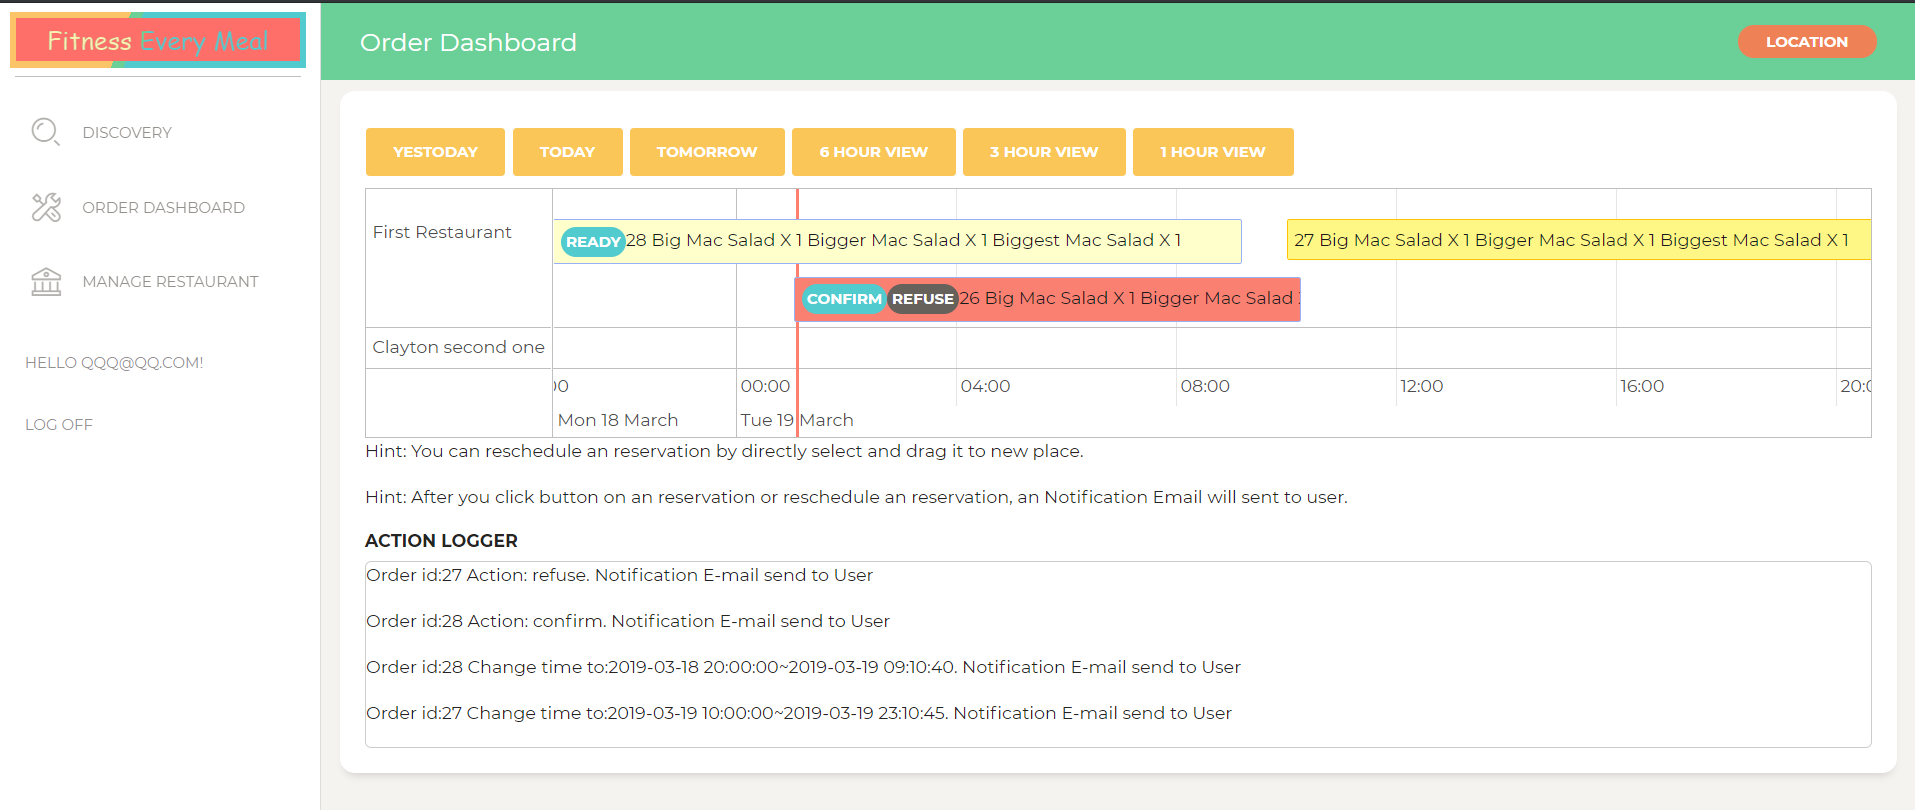 Fitness Every Meal
Order Dashboard
LOCATION
DISCOVERY
ORDER DASHBOARD
MANAGE RESTAURANT
HELLO QQQ@QQ.COM!
LOG OFF
YESTODAY TODAY TOMORROW 6 HOUR VIEW 3 HOUR VIEW 1 HOUR VIEW
First Restaurant
READY 28 Big Mac Salad X 1 Bigger Mac Salad X 1 Biggest Mac Salad X 1
27 Big Mac Salad X 1 Bigger Mac Salad X 1 Biggest Mac Salad X 1
CONFIRM REFUSE 26 Big Mac Salad X 1 Bigger Mac Salad
Clayton second one
00:00 04:00 08:00 12:00 16:00
Mon 18 March Tue 19 March
Hint: You can reschedule an reservation by directly select and drag it to new place.
Hint: After you click button on an reservation or reschedule an reservation, an Notification Email will sent to user.
ACTION LOGGER
Order id:27 Action: refuse. Notification E-mail send to User
Order id:28 Action: confirm. Notification E-mail send to User
Order id:28 Change time to:2019-03-18 20:00:00~2019-03-19 09:10:40. Notification E-mail send to User
Order id:27 Change time to:2019-03-19 10:00:00~2019-03-19 23:10:45. Notification E-mail send to User